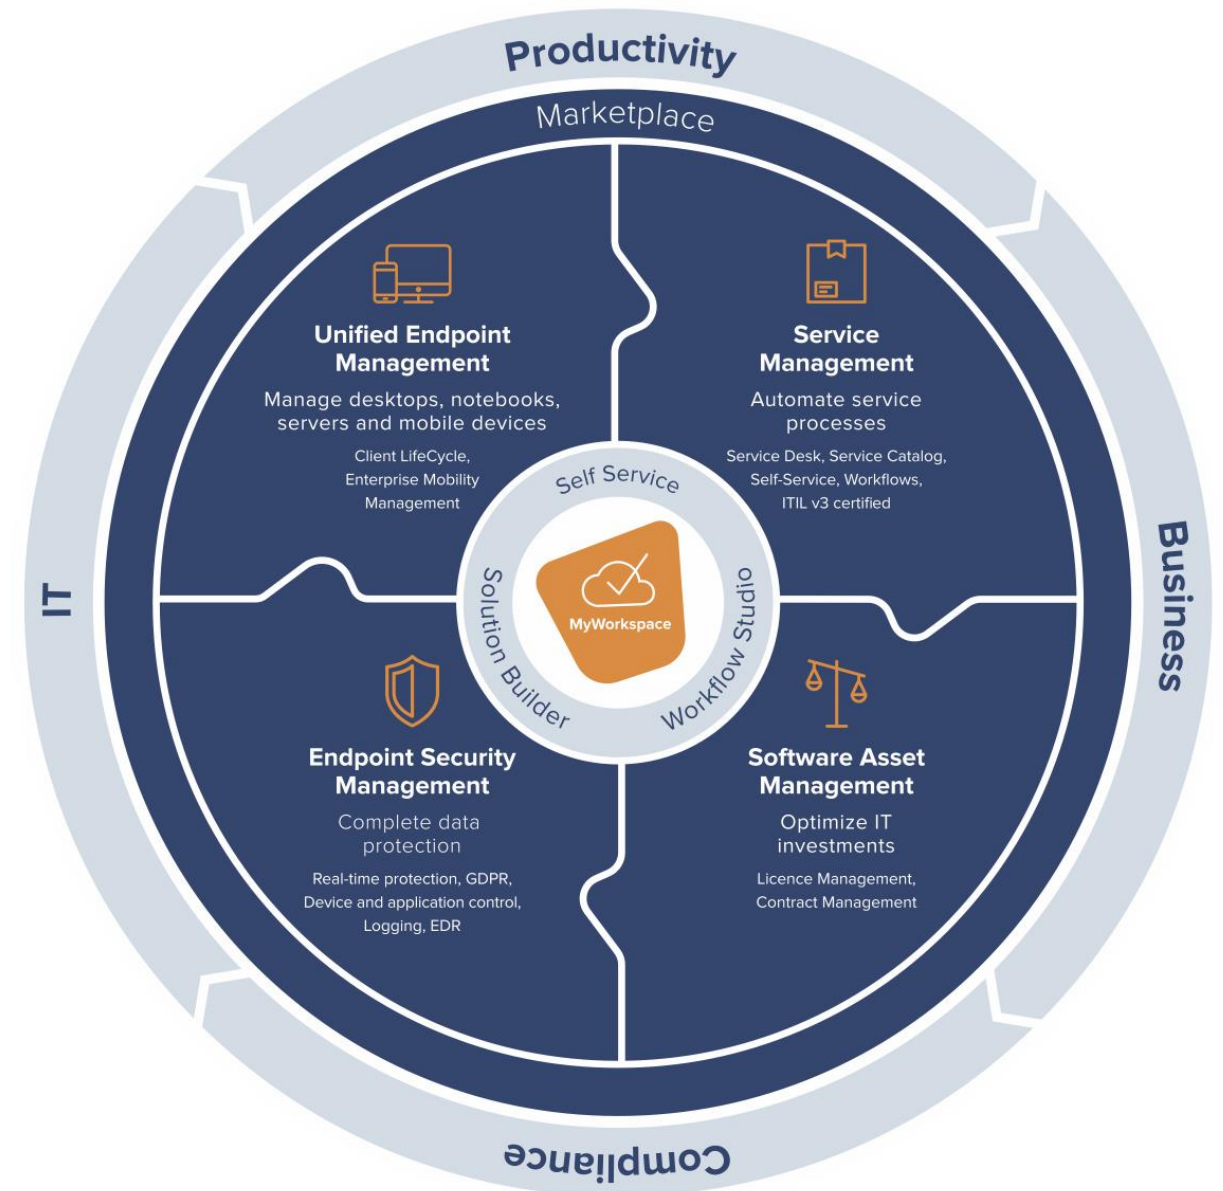 Productivity
Marketplace
Unified Endpoint
Management
Manage desktops, notebooks,
servers and mobile devices
Client LifeCycle,
Enterprise Mobility
Management
Service
Management
Automate service
processes
Service Desk, Service Catalog,
Self-Service, Workflows,
ITIL v3 certified
Self Service
Solution Builder
Workflow Studio
MyWorkspace
IT
Business
Endpoint Security
Management
Complete data
protection
Real-time protection, GDPR,
Device and application control,
Logging, EDR
Software Asset
Management
Optimize IT
investments
Licence Management,
Contract Management
Compliance